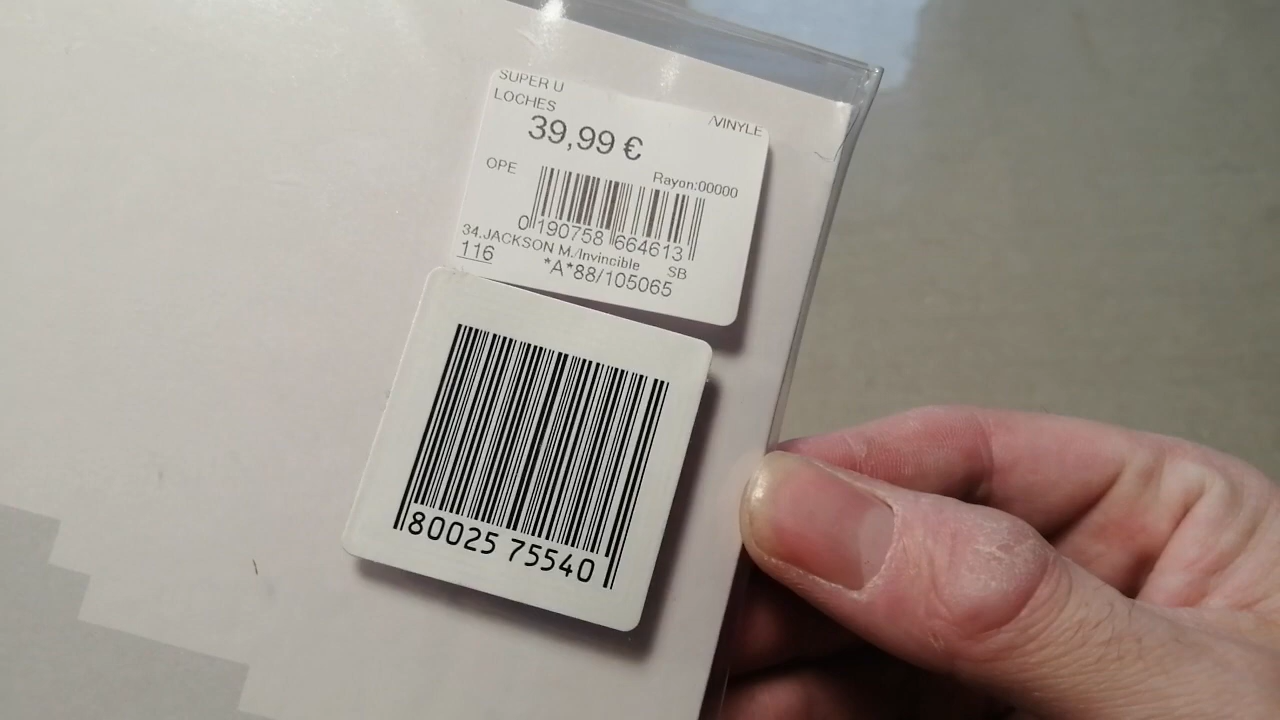 SUPER U
LOCHES
/VINYLE
39,99 €
OPE
Rayon:00000
0 190758 664613
34.JACKSON M./Invincible SB
116 *A*88/105065
80025 75540